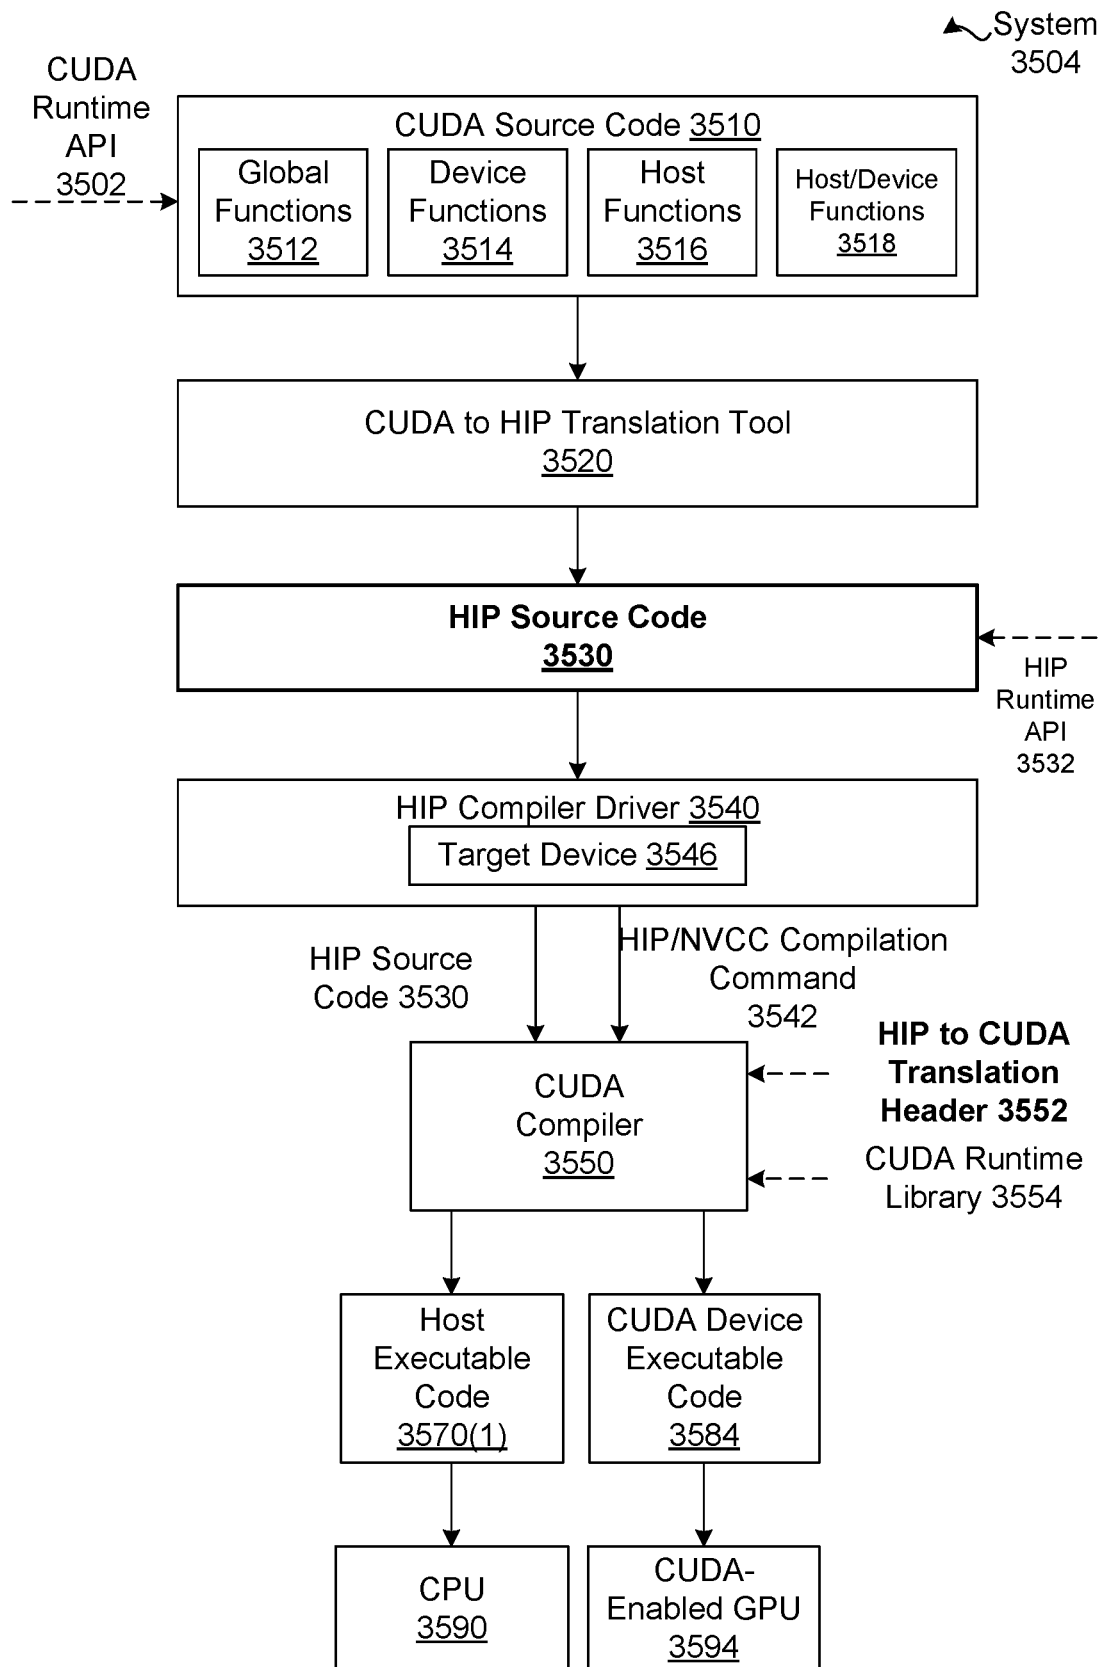 System
3504
CUDA
Runtime
API
3502
CUDA Source Code 3510
Global
Functions
3512
Device
Functions
3514
Host
Functions
3516
Host/Device
Functions
3518
CUDA to HIP Translation Tool
3520
HIP Source Code
3530
HIP
Runtime
API
3532
HIP Compiler Driver 3540
Target Device 3546
HIP Source
Code 3530
HIP/NVCC Compilation
Command
3542
HIP to CUDA
Translation
Header 3552
CUDA
Compiler
3550
CUDA Runtime
Library 3554
Host
Executable
Code
3570(1)
CUDA Device
Executable
Code
3584
CPU
3590
CUDA-
Enabled GPU
3594